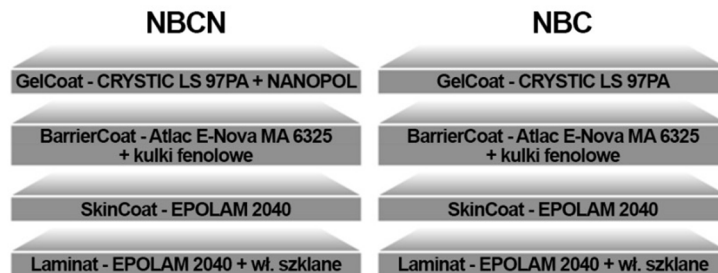 NBCN
GelCoat - CRYSTIC LS 97PA + NANOPOL
BarrierCoat - Atlac E-Nova MA 6325
+ kulki fenolowe
SkinCoat - EPOLAM 2040
Laminat - EPOLAM 2040 + wł. szklane
NBC
GelCoat - CRYSTIC LS 97PA
BarrierCoat - Atlac E-Nova MA 6325
+ kulki fenolowe
SkinCoat - EPOLAM 2040
Laminat - EPOLAM 2040 + wł. szklane